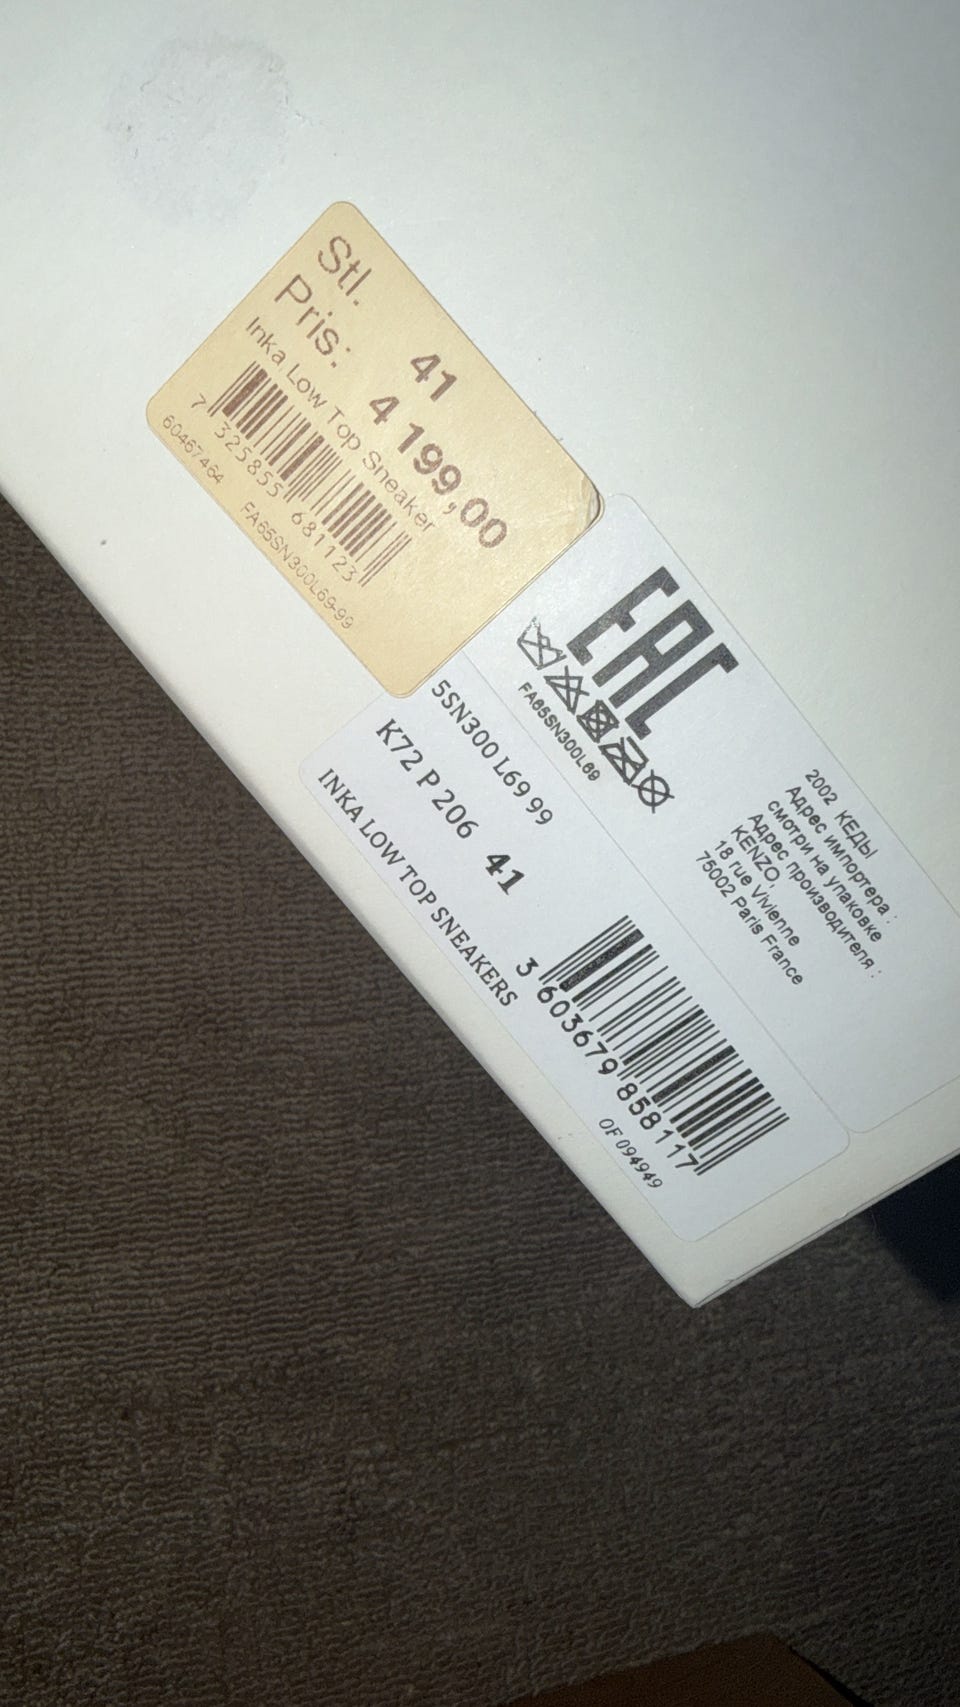 Stl. 41
Pris: 4 199,00
Inka Low Top Sneaker
7 325855 681123
60467464 FA65SN300L69-99
EAC
FA65SN300L69
2002 КЕДЫ
Адрес импортера :
смотри на упаковке
Адрес производителя :
KENZO,
18 rue Vivienne
75002 Paris France
5SN300 L69 99
K72 P 206 41
INKA LOW TOP SNEAKERS
3 603679 858117
OF 094949